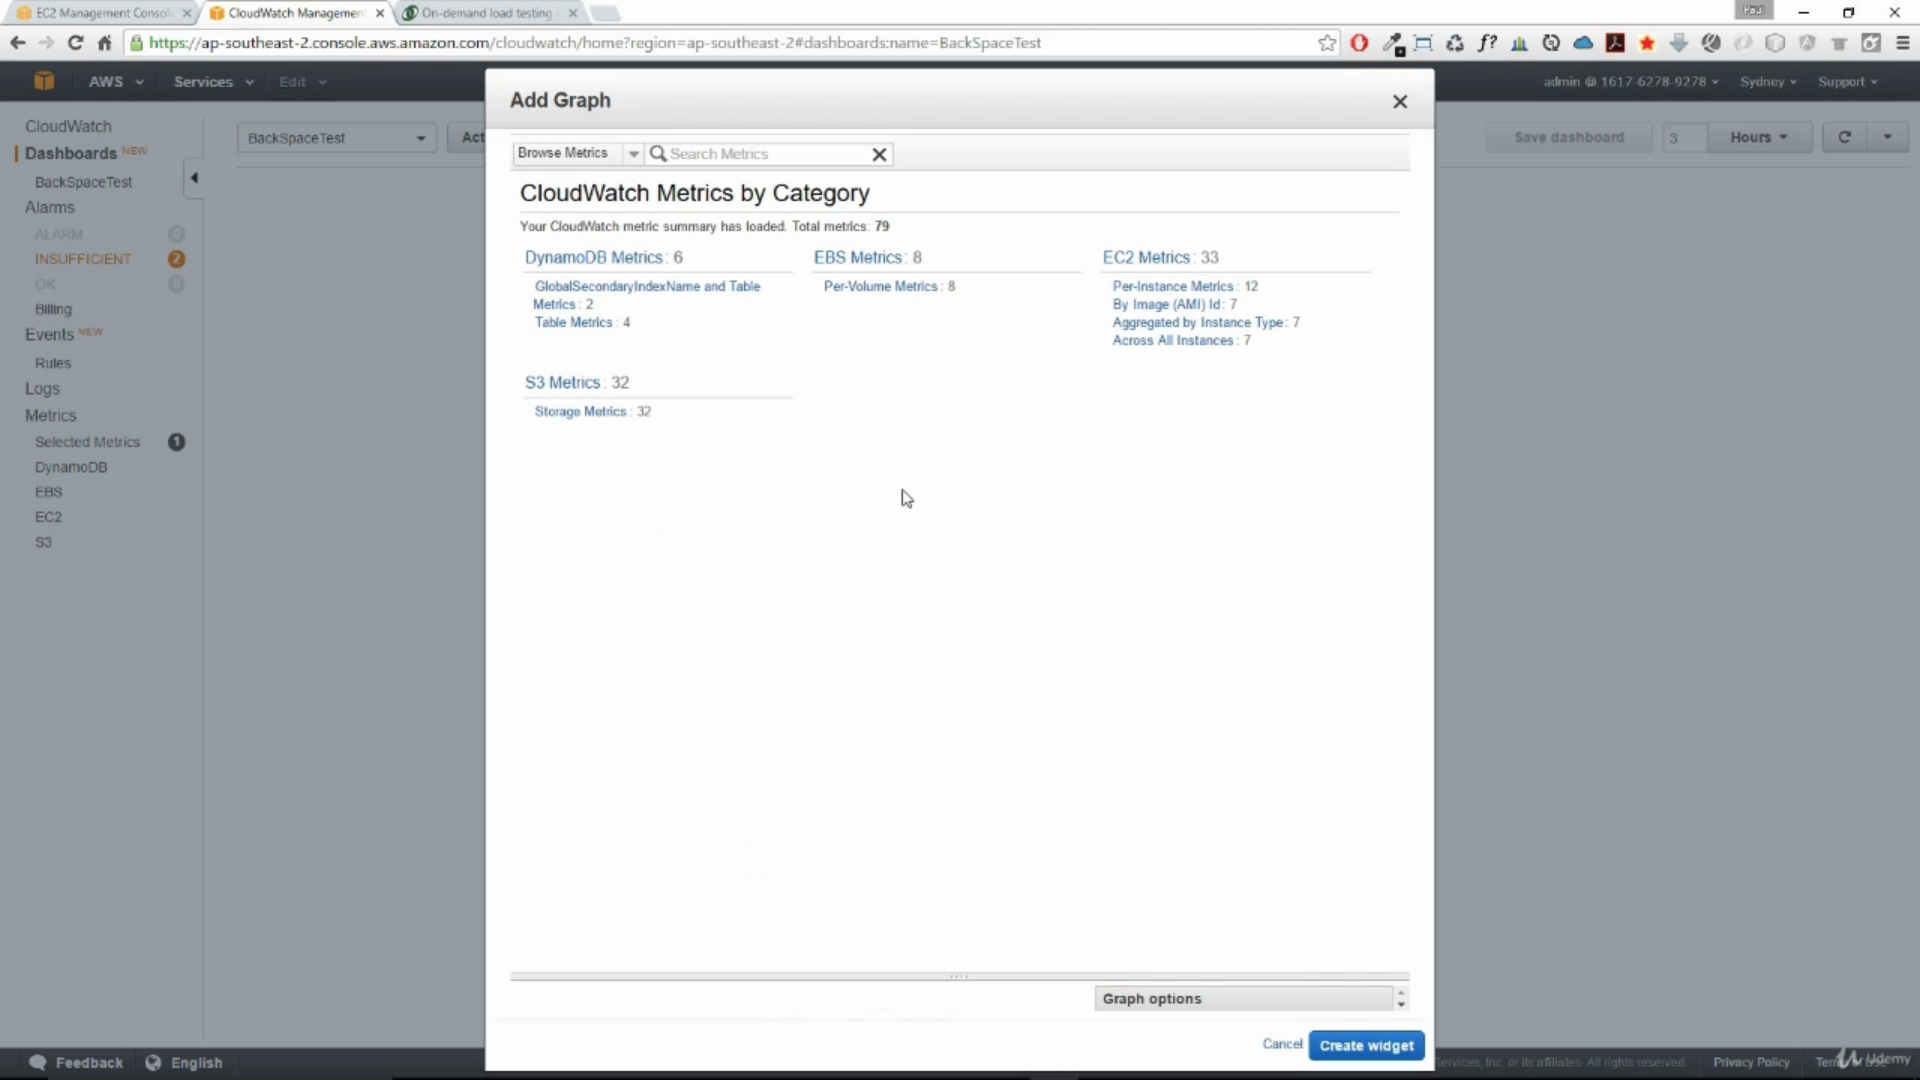 EC2 Management Consol
CloudWatch Management
On-demand load testing
Paul
https://ap-southeast-2.console.aws.amazon.com/cloudwatch/home?region=ap-southeast-2#dashboards:name=BackSpaceTest
f?
AWS
Services
Edit
admin @ 1617-6278-9278
Sydney
Support
CloudWatch
Dashboards NEW
BackSpaceTest
Alarms
ALARM 0
INSUFFICIENT 2
OK 0
Billing
Events NEW
Rules
Logs
Metrics
Selected Metrics 1
DynamoDB
EBS
EC2
S3
BackSpaceTest
Act
Save dashboard
3
Hours
Add Graph
Browse Metrics
Search Metrics
CloudWatch Metrics by Category
Your CloudWatch metric summary has loaded. Total metrics: 79
DynamoDB Metrics : 6
GlobalSecondaryIndexName and Table
Metrics : 2
Table Metrics : 4
EBS Metrics : 8
Per-Volume Metrics : 8
EC2 Metrics : 33
Per-Instance Metrics : 12
By Image (AMI) Id : 7
Aggregated by Instance Type : 7
Across All Instances : 7
S3 Metrics : 32
Storage Metrics : 32
Graph options
Cancel
Create widget
Feedback
English
Services, Inc. or its affiliates. All rights reserved.
Privacy Policy
Udemy